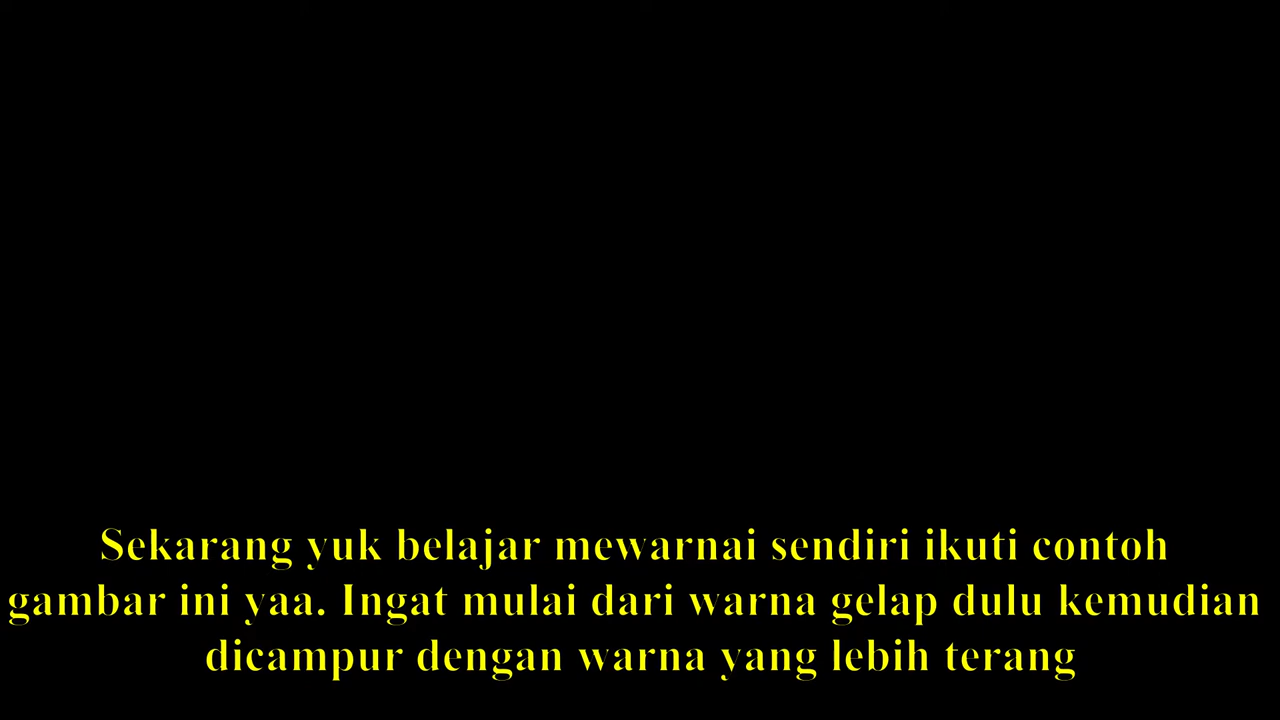 Sekarang yuk belajar mewarnai sendiri ikuti contoh
gambar ini yaa. Ingat mulai dari warna gelap dulu kemudian
dicampur dengan warna yang lebih terang